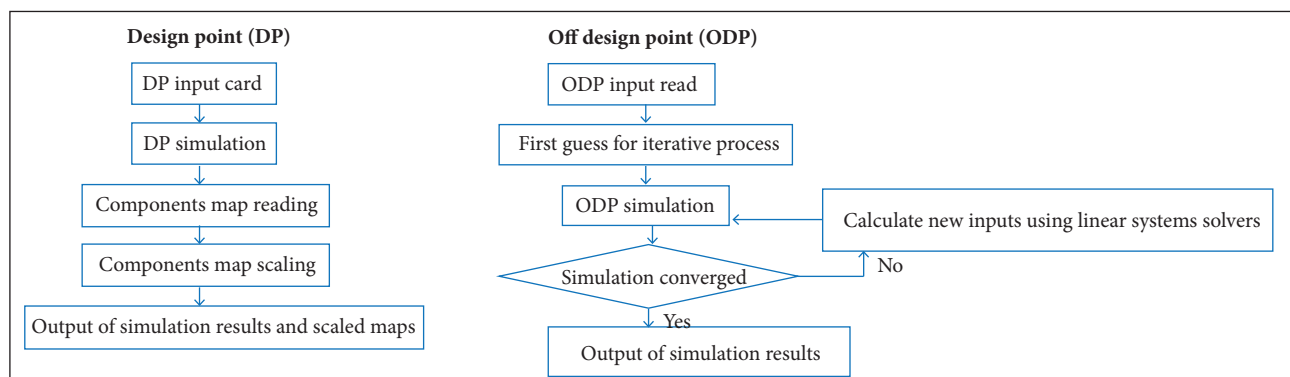 Design point (DP)
DP input card
DP simulation
Components map reading
Components map scaling
Output of simulation results and scaled maps
Off design point (ODP)
ODP input read
First guess for iterative process
ODP simulation
Calculate new inputs using linear systems solvers
Simulation converged
No
Yes
Output of simulation results